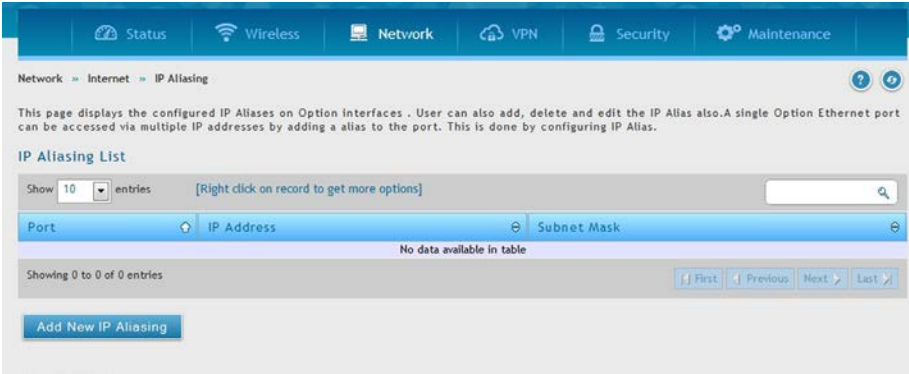 Status Wireless Network VPN Security Maintenance
Network » Internet » IP Aliasing
This page displays the configured IP Aliases on Option interfaces . User can also add, delete and edit the IP Alias also.A single Option Ethernet port
can be accessed via multiple IP addresses by adding a alias to the port. This is done by configuring IP Alias.
IP Aliasing List
Show 10 entries [Right click on record to get more options]
Port IP Address Subnet Mask
No data available in table
Showing 0 to 0 of 0 entries First Previous Next Last
Add New IP Aliasing